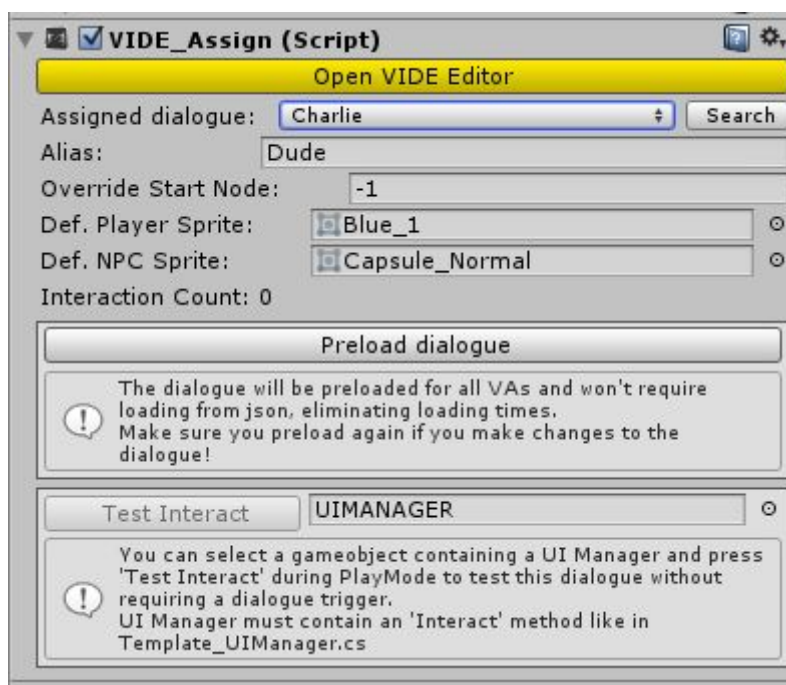 VIDE_Assign (Script)
Open VIDE Editor
Assigned dialogue: Charlie Search
Alias: Dude
Override Start Node: -1
Def. Player Sprite: Blue_1
Def. NPC Sprite: Capsule_Normal
Interaction Count: 0
Preload dialogue
The dialogue will be preloaded for all VAs and won't require
loading from json, eliminating loading times.
Make sure you preload again if you make changes to the
dialogue!
Test Interact UIMANAGER
You can select a gameobject containing a UI Manager and press
'Test Interact' during PlayMode to test this dialogue without
requiring a dialogue trigger.
UI Manager must contain an 'Interact' method like in
Template_UIManager.cs